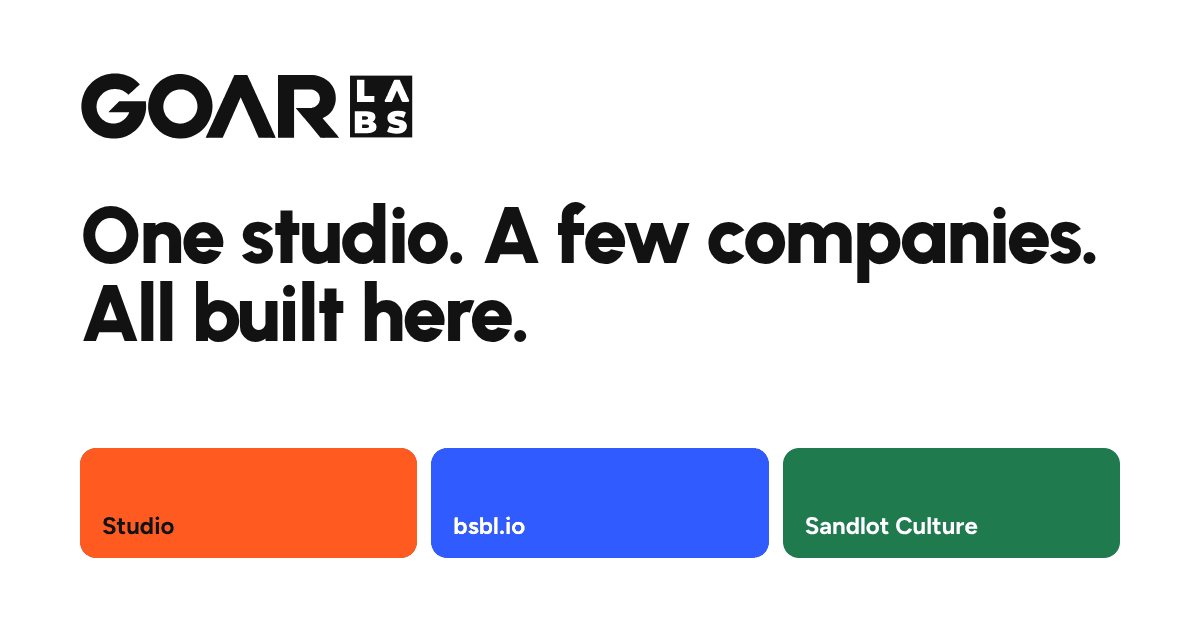 GOAR LABS
One studio. A few companies.
All built here.
Studio
bsbl.io
Sandlot Culture